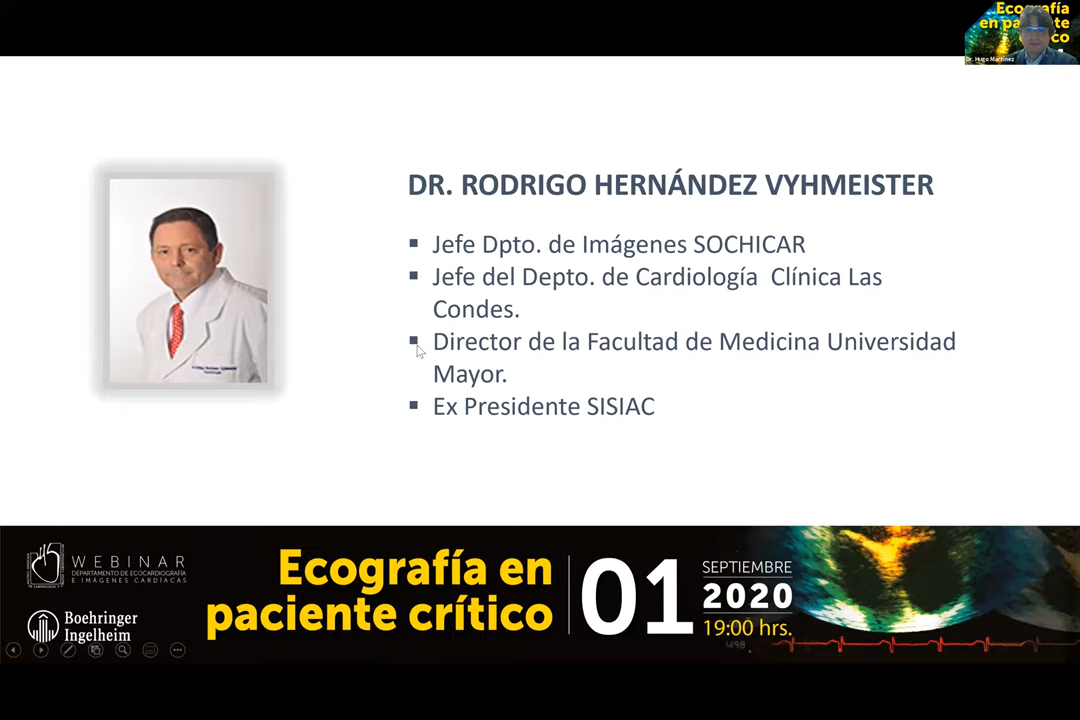 Ecografía
Dr. Hugo Martínez
DR. RODRIGO HERNÁNDEZ VYHMEISTER
▪ Jefe Dpto. de Imágenes SOCHICAR
▪ Jefe del Depto. de Cardiología Clínica Las
Condes.
▪ Director de la Facultad de Medicina Universidad
Mayor.
▪ Ex Presidente SISIAC
WEBINAR
DEPARTAMENTO DE ECOCARDIOGRAFÍA
E IMÁGENES CARDÍACAS
Boehringer
Ingelheim
Ecografía en
paciente crítico
01
SEPTIEMBRE
2020
19:00 hrs.